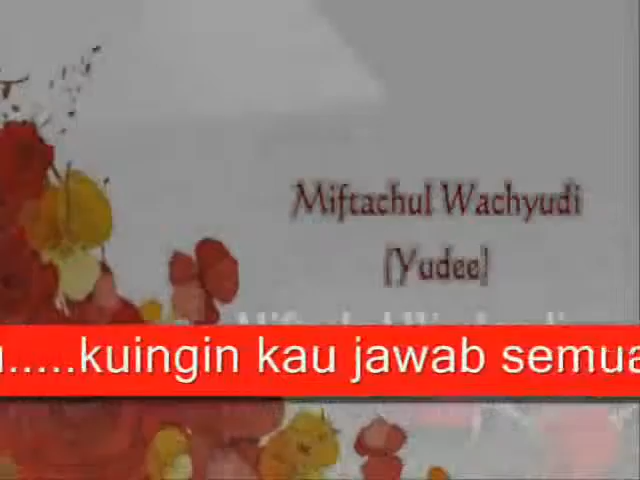 Miftachul Wachyudi
[Yudee]
.....kuingin kau jawab semua